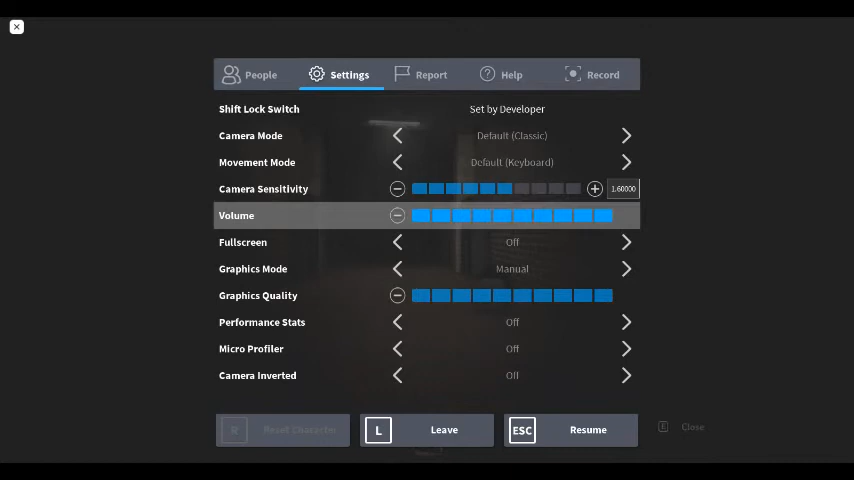 People Settings Report Help Record
Shift Lock Switch Set by Developer
Camera Mode Default (Classic)
Movement Mode Default (Keyboard)
Camera Sensitivity 1.60000
Volume
Fullscreen Off
Graphics Mode Manual
Graphics Quality
Performance Stats Off
Micro Profiler Off
Camera Inverted Off
R Reset Character L Leave ESC Resume E Close